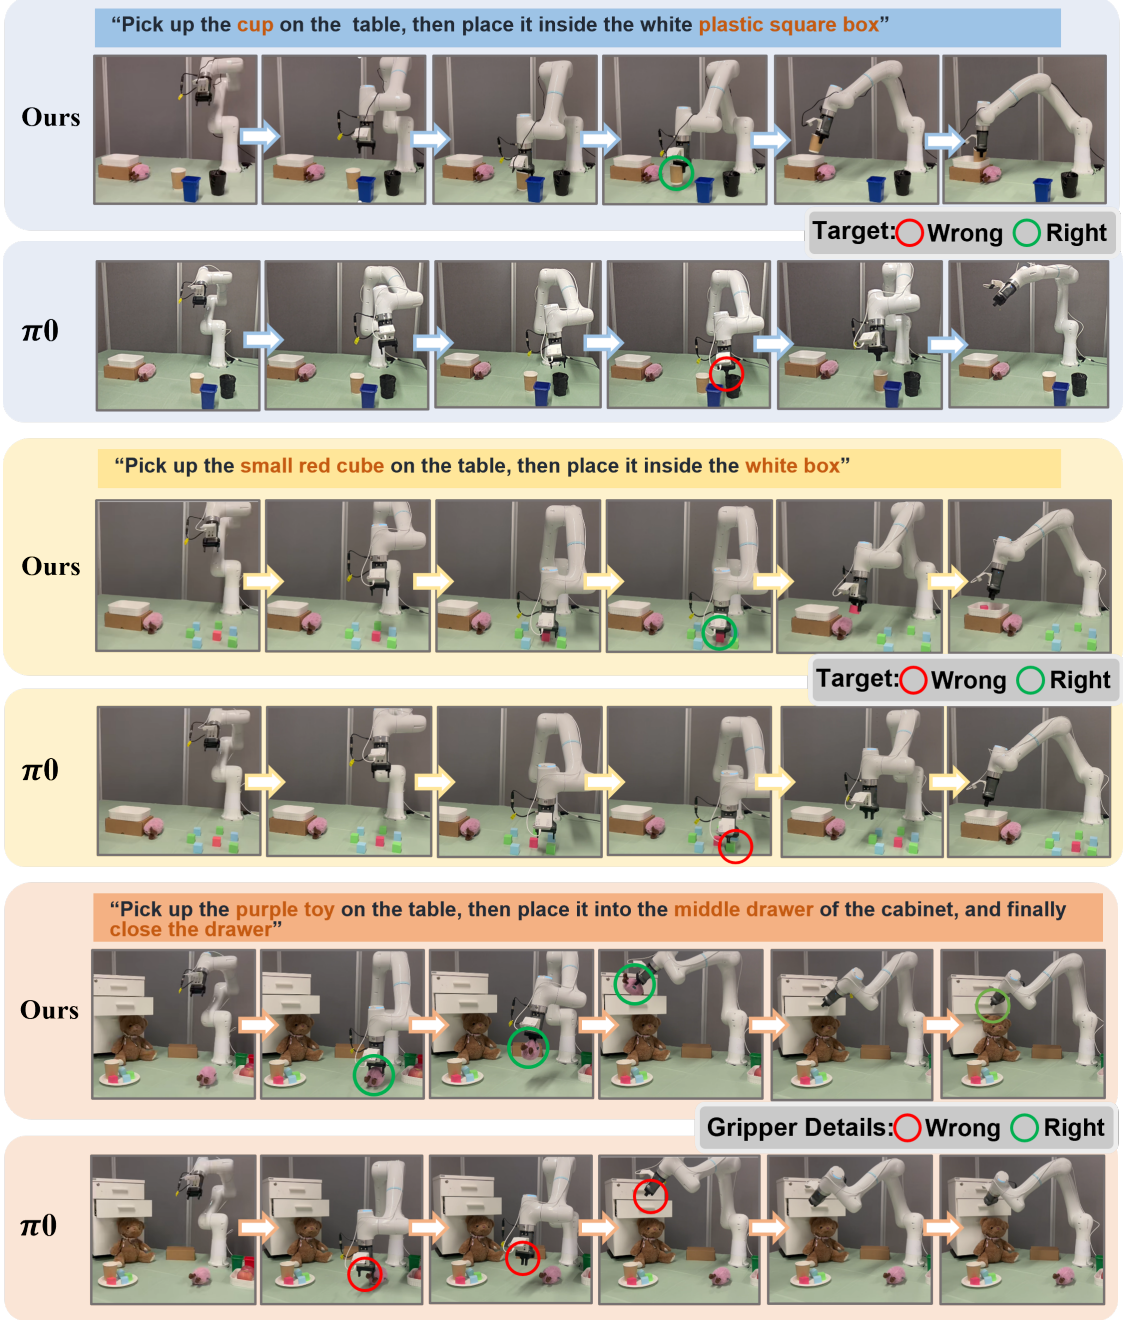 “Pick up the cup on the table, then place it inside the white plastic square box”
Ours
Target: Wrong Right
π0
“Pick up the small red cube on the table, then place it inside the white box”
Ours
Target: Wrong Right
π0
“Pick up the purple toy on the table, then place it into the middle drawer of the cabinet, and finally
close the drawer”
Ours
Gripper Details: Wrong Right
π0